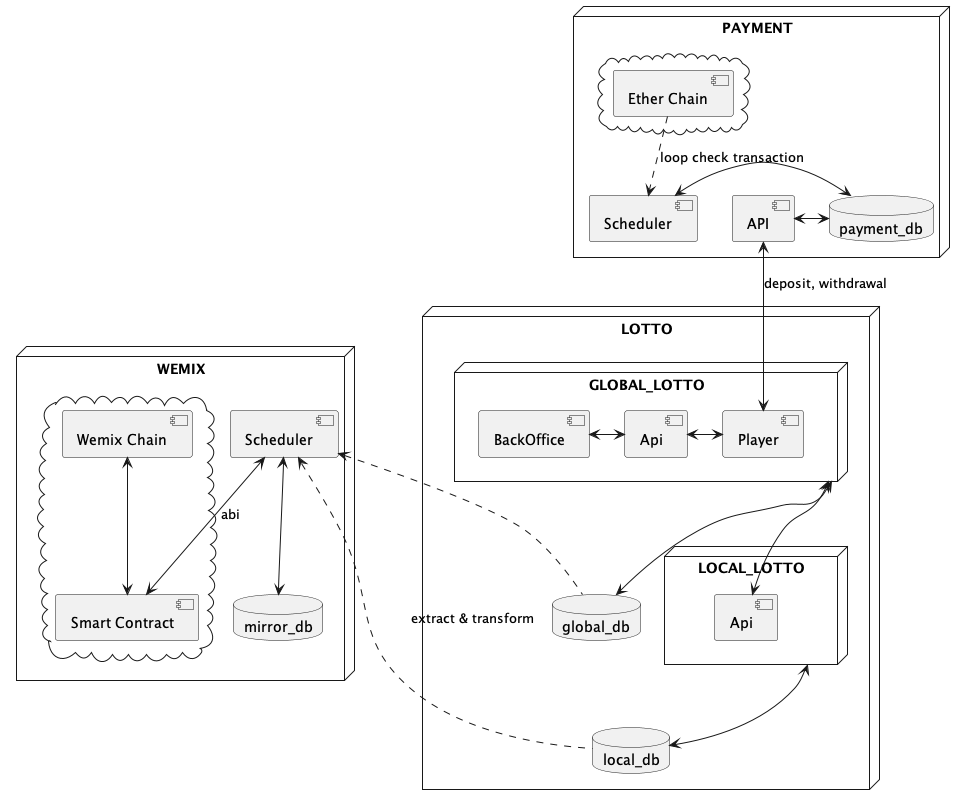 PAYMENT
Ether Chain
loop check transaction
Scheduler
API
payment_db
deposit, withdrawal
LOTTO
GLOBAL_LOTTO
BackOffice
Api
Player
WEMIX
Wemix Chain
Scheduler
abi
Smart Contract
mirror_db
extract & transform
global_db
LOCAL_LOTTO
Api
local_db